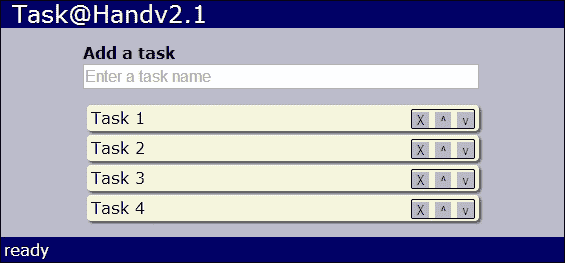 Task@Handv2.1
Add a task
Enter a task name
Task 1 X ^ v
Task 2 X ^ v
Task 3 X ^ v
Task 4 X ^ v
ready